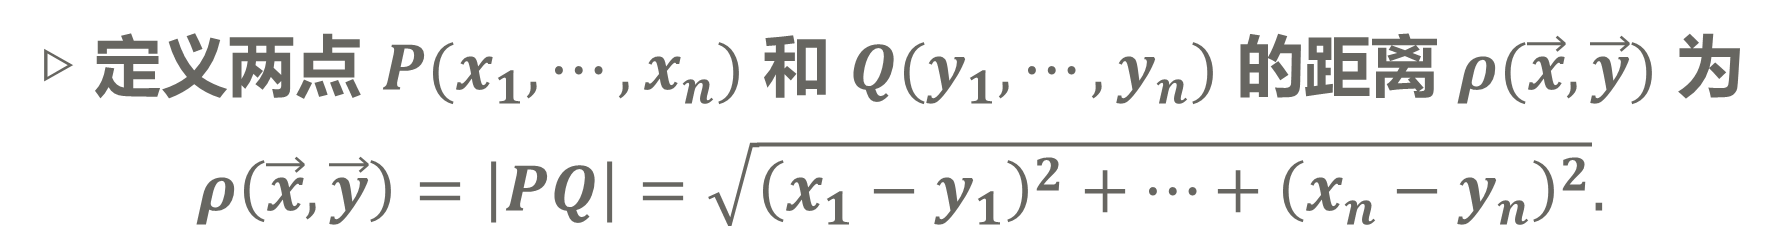 ▷ 定义两点 P(x₁,⋯,xₙ) 和 Q(y₁,⋯,yₙ) 的距离 ρ(x⃗,y⃗) 为
ρ(x⃗,y⃗) = |PQ| = √((x₁ − y₁)² + ⋯ + (xₙ − yₙ)²).